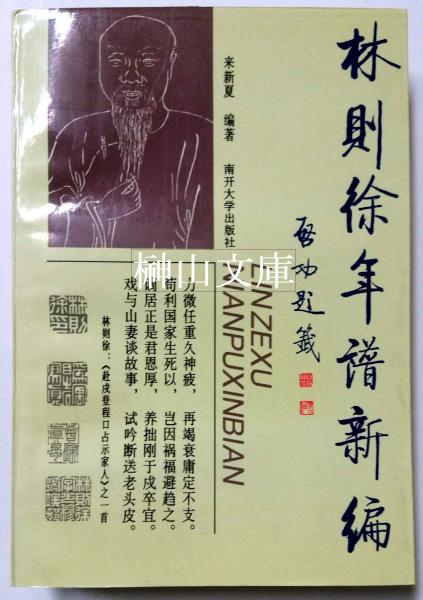 林則徐年譜新编
啓功题籤
来新夏 编著
南开大学出版社
LINZEXU
NIANPUXINBIAN
力微任重久神疲， 再竭衰庸定不支。
苟利国家生死以， 岂因祸福避趋之。
谪居正是君恩厚， 养拙刚于戍卒宜。
戏与山妻谈故事， 试吟断送老头皮。
林则徐：《赴戍登程口占示家人》之一首
榊山文庫